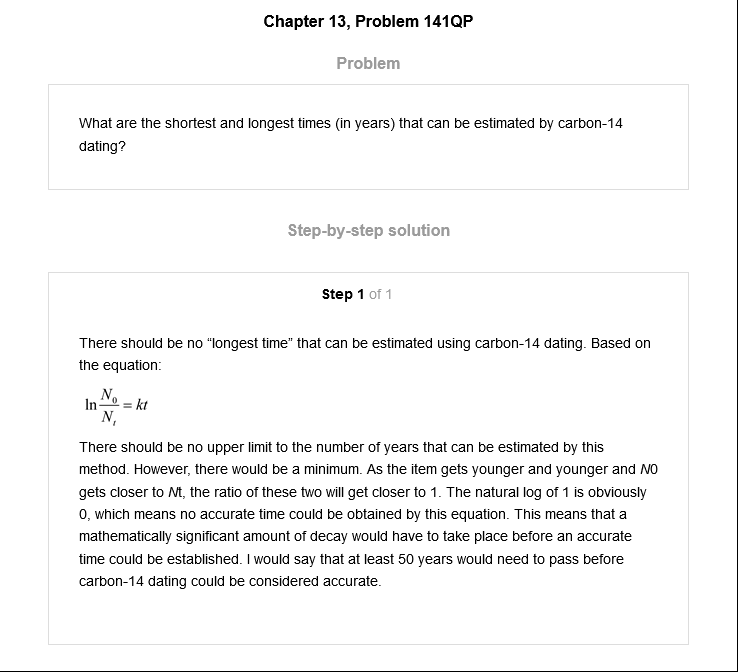 Chapter 13, Problem 141QP
Problem
What are the shortest and longest times (in years) that can be estimated by carbon-14
dating?
Step-by-step solution
Step 1 of 1
There should be no “longest time” that can be estimated using carbon-14 dating. Based on
the equation:
ln N₀/Nₜ = kt
There should be no upper limit to the number of years that can be estimated by this
method. However, there would be a minimum. As the item gets younger and younger and N0
gets closer to Nt, the ratio of these two will get closer to 1. The natural log of 1 is obviously
0, which means no accurate time could be obtained by this equation. This means that a
mathematically significant amount of decay would have to take place before an accurate
time could be established. I would say that at least 50 years would need to pass before
carbon-14 dating could be considered accurate.